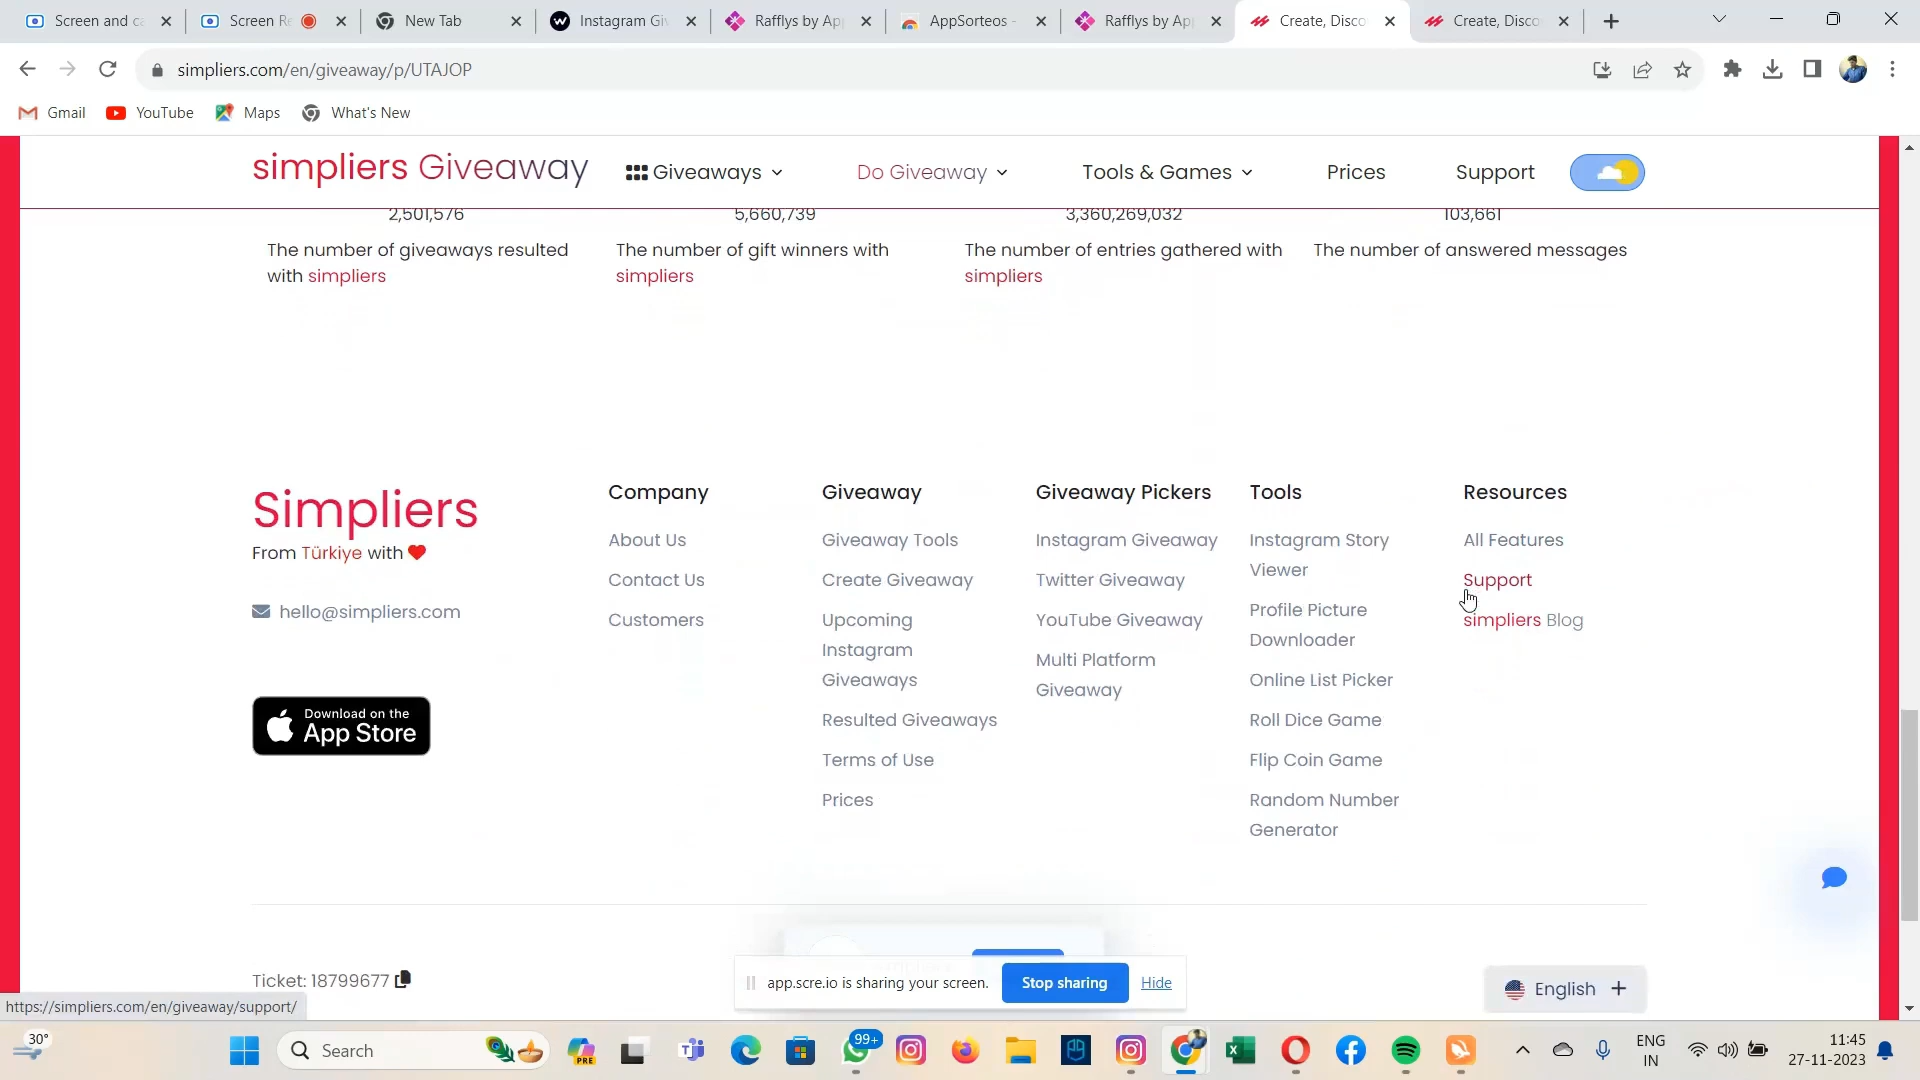 Screen and ca
Screen Re
New Tab
Instagram Giv
Rafflys by Ap
AppSorteos -
Rafflys by Ap
Create, Disco
Create, Disco
simpliers.com/en/giveaway/p/UTAJOP
Gmail
YouTube
Maps
What's New
simpliers Giveaway
Giveaways
Do Giveaway
Tools & Games
Prices
Support
2,501,576
5,660,739
3,360,269,032
103,661
The number of giveaways resulted
with simpliers
The number of gift winners with
simpliers
The number of entries gathered with
simpliers
The number of answered messages
Simpliers
From Türkiye with
hello@simpliers.com
Download on the
App Store
Company
About Us
Contact Us
Customers
Giveaway
Giveaway Tools
Create Giveaway
Upcoming
Instagram
Giveaways
Resulted Giveaways
Terms of Use
Prices
Giveaway Pickers
Instagram Giveaway
Twitter Giveaway
YouTube Giveaway
Multi Platform
Giveaway
Tools
Instagram Story
Viewer
Profile Picture
Downloader
Online List Picker
Roll Dice Game
Flip Coin Game
Random Number
Generator
Resources
All Features
Support
simpliers Blog
Ticket: 18799677
app.scre.io is sharing your screen.
Stop sharing
Hide
English +
https://simpliers.com/en/giveaway/support/
30°
Search
PRE
99+
ENG
IN
11:45
27-11-2023